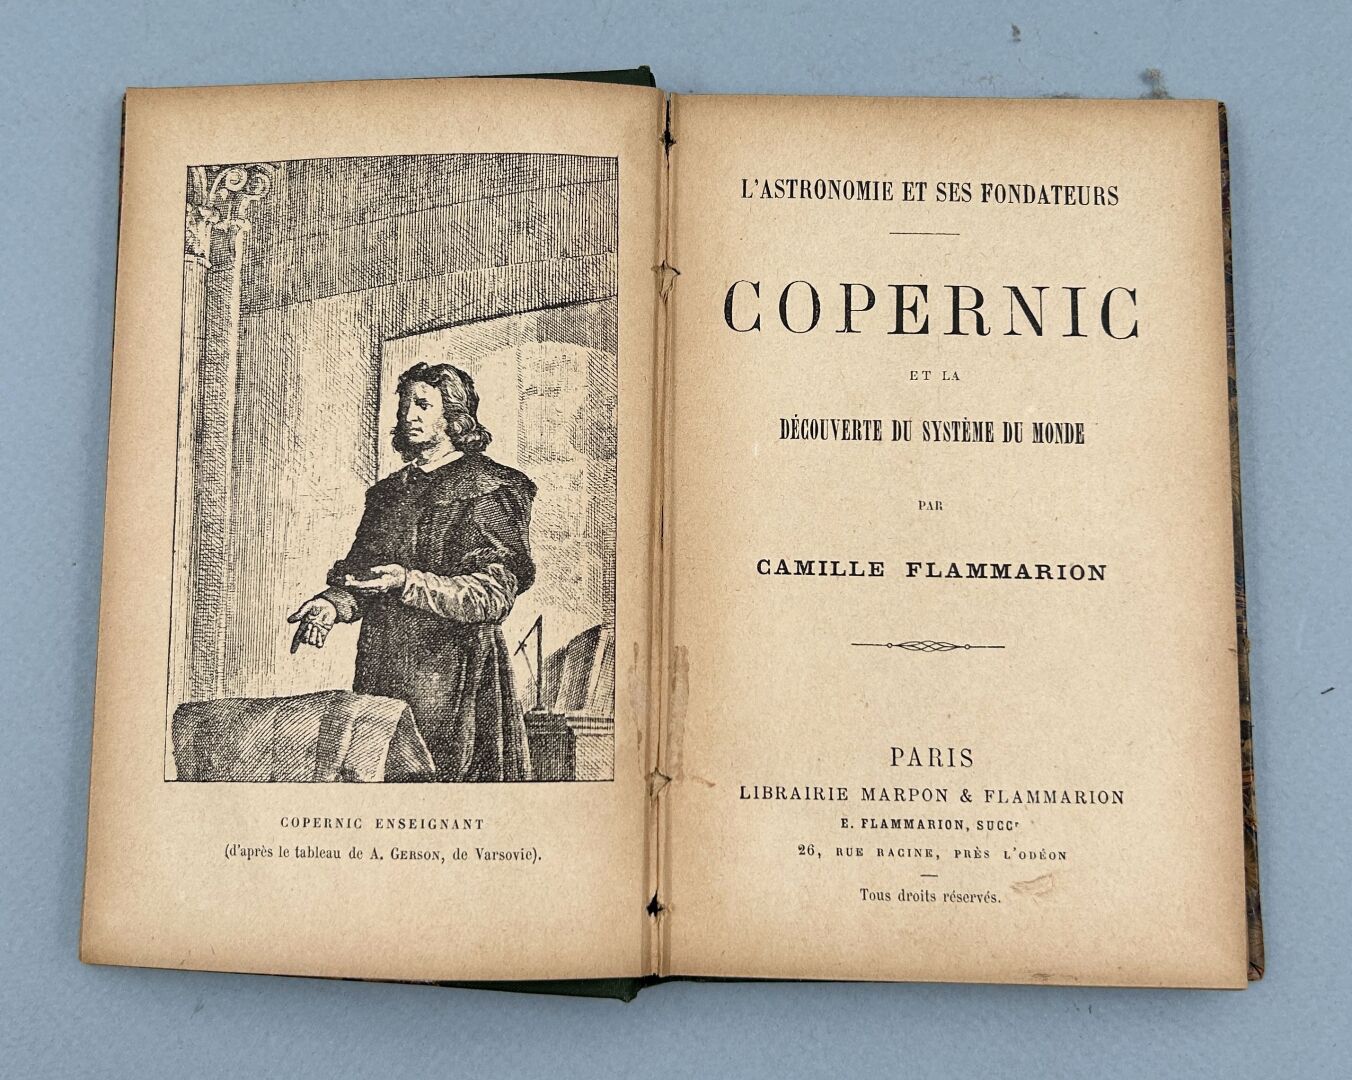 COPERNIC ENSEIGNANT
(d'après le tableau de A. GERSON, de Varsovie).
L'ASTRONOMIE ET SES FONDATEURS
COPERNIC
ET LA
DÉCOUVERTE DU SYSTÈME DU MONDE
PAR
CAMILLE FLAMMARION
PARIS
LIBRAIRIE MARPON & FLAMMARION
E. FLAMMARION, SUCCr
26, RUE RACINE, PRÈS L'ODÉON
Tous droits réservés.